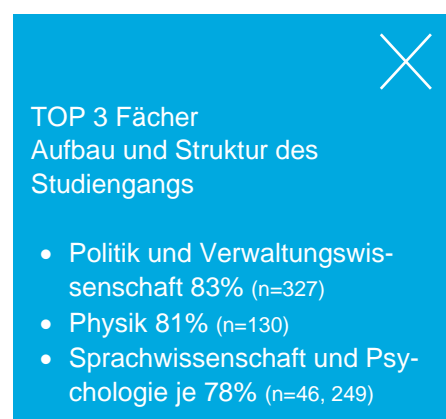 TOP 3 Fächer
Aufbau und Struktur des
Studiengangs
• Politik und Verwaltungswis-
senschaft 83% (n=327)
• Physik 81% (n=130)
• Sprachwissenschaft und Psy-
chologie je 78% (n=46, 249)